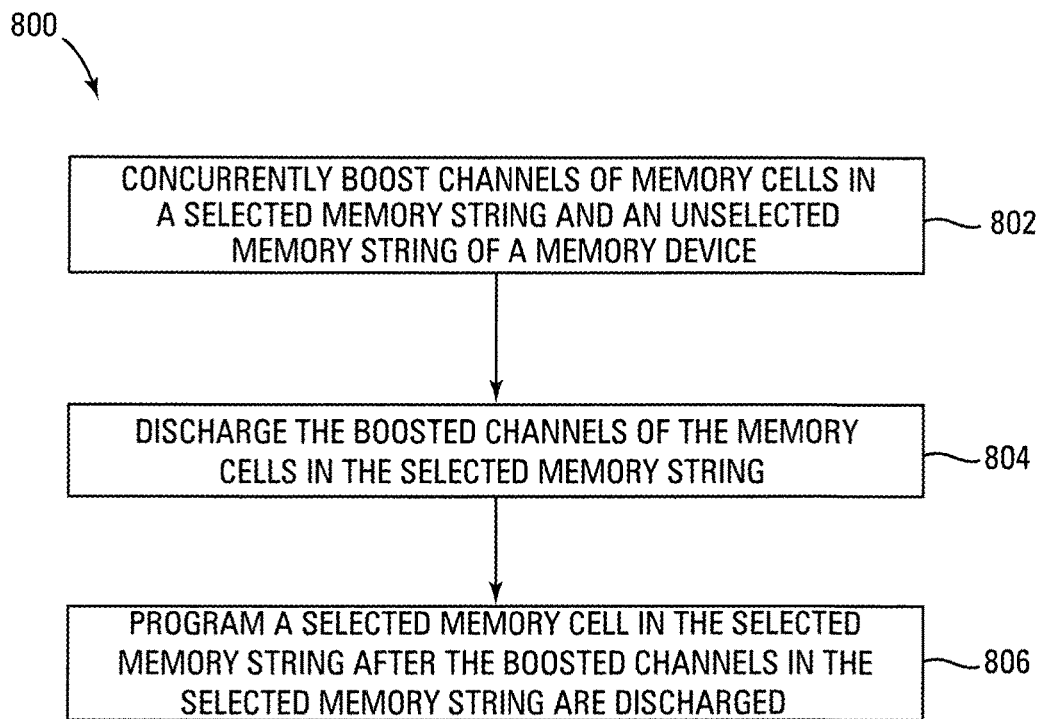 800
CONCURRENTLY BOOST CHANNELS OF MEMORY CELLS IN
A SELECTED MEMORY STRING AND AN UNSELECTED
MEMORY STRING OF A MEMORY DEVICE
802
DISCHARGE THE BOOSTED CHANNELS OF THE MEMORY
CELLS IN THE SELECTED MEMORY STRING
804
PROGRAM A SELECTED MEMORY CELL IN THE SELECTED
MEMORY STRING AFTER THE BOOSTED CHANNELS IN THE
SELECTED MEMORY STRING ARE DISCHARGED
806